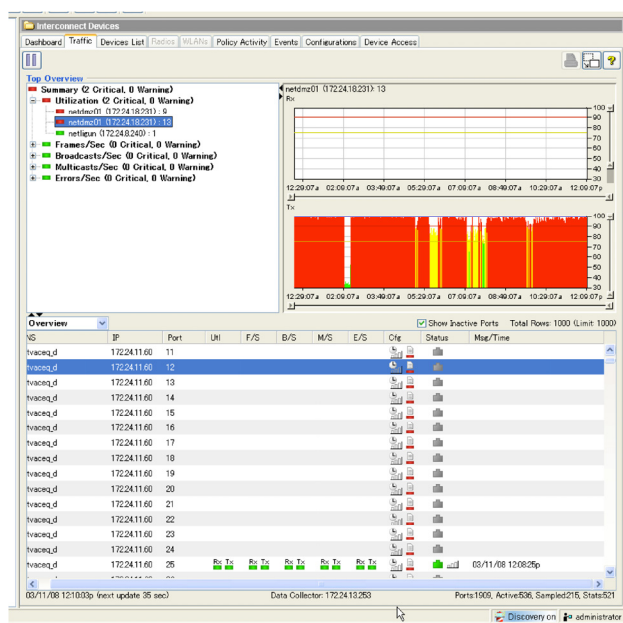 Interconnect Devices
Dashboard Traffic Devices List Radios WLANs Policy Activity Events Configurations Device Access
Top Overview
Summary (2 Critical, 0 Warning)
Utilization (2 Critical, 0 Warning)
netdmz01 (172.24.18.231) : 9
netdmz01 (172.24.18.231) : 13
netligun (172.24.8.240) : 1
Frames/Sec (0 Critical, 0 Warning)
Broadcasts/Sec (0 Critical, 0 Warning)
Multicasts/Sec (0 Critical, 0 Warning)
Errors/Sec (0 Critical, 0 Warning)
netdmz01 (172.24.18.231): 13
Rx
100
90
80
70
60
50
40
30
12:29:07a 02:09:07a 03:49:07a 05:29:07a 07:09:07a 08:49:07a 10:29:07a 12:09:07p
Tx
100
90
80
70
60
50
40
30
12:29:07a 02:09:07a 03:49:07a 05:29:07a 07:09:07a 08:49:07a 10:29:07a 12:09:07p
Overview
Show Inactive Ports Total Rows: 1000 (Limit: 1000)
NS IP Port Utl F/S B/S M/S E/S Cfg Status Msg/Time
tvaceq_d 172.24.11.60 11
tvaceq_d 172.24.11.60 12
tvaceq_d 172.24.11.60 13
tvaceq_d 172.24.11.60 14
tvaceq_d 172.24.11.60 15
tvaceq_d 172.24.11.60 16
tvaceq_d 172.24.11.60 17
tvaceq_d 172.24.11.60 18
tvaceq_d 172.24.11.60 19
tvaceq_d 172.24.11.60 20
tvaceq_d 172.24.11.60 21
tvaceq_d 172.24.11.60 22
tvaceq_d 172.24.11.60 23
tvaceq_d 172.24.11.60 24
tvaceq_d 172.24.11.60 25 Rx Tx Rx Tx Rx Tx Rx Tx Rx Tx 03/11/08 12:08:25p
03/11/08 12:10:03p (next update 35 sec) Data Collector: 172.24.13.253 Ports:1909, Active:536, Sampled:215, Stats:521
Discovery on administrator